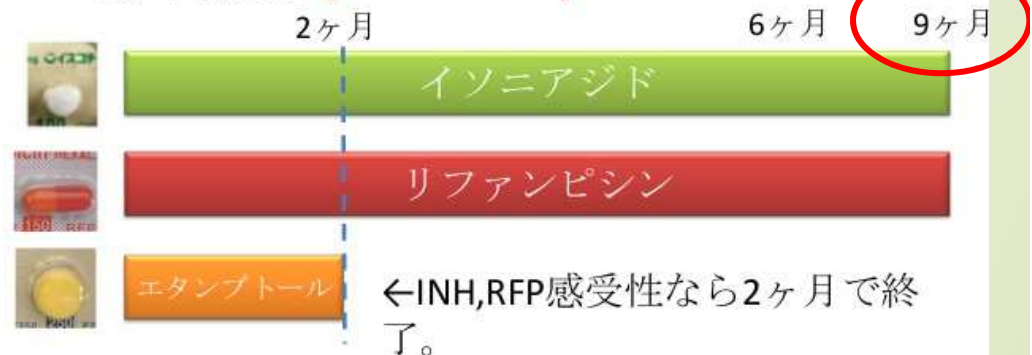 2ヶ月
6ヶ月
9ヶ月
イソニアジド
リファンピシン
150
エタンブトール
←INH,RFP感受性なら2ヶ月で終
了。